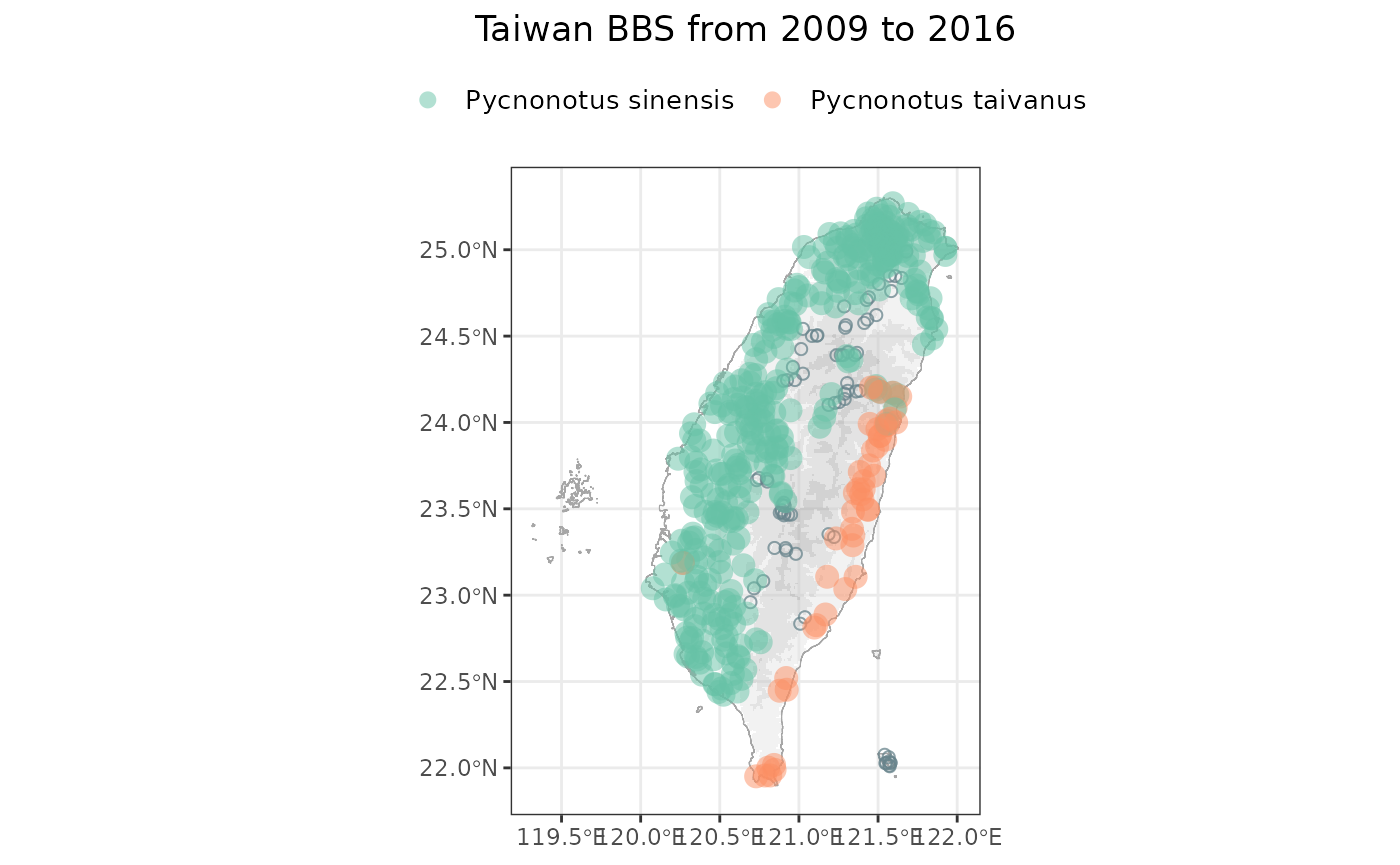 Taiwan BBS from 2009 to 2016
Pycnonotus sinensis Pycnonotus taivanus
25.0°N
24.5°N
24.0°N
23.5°N
23.0°N
22.5°N
22.0°N
119.5°E 120.0°E 120.5°E 121.0°E 121.5°E 122.0°E